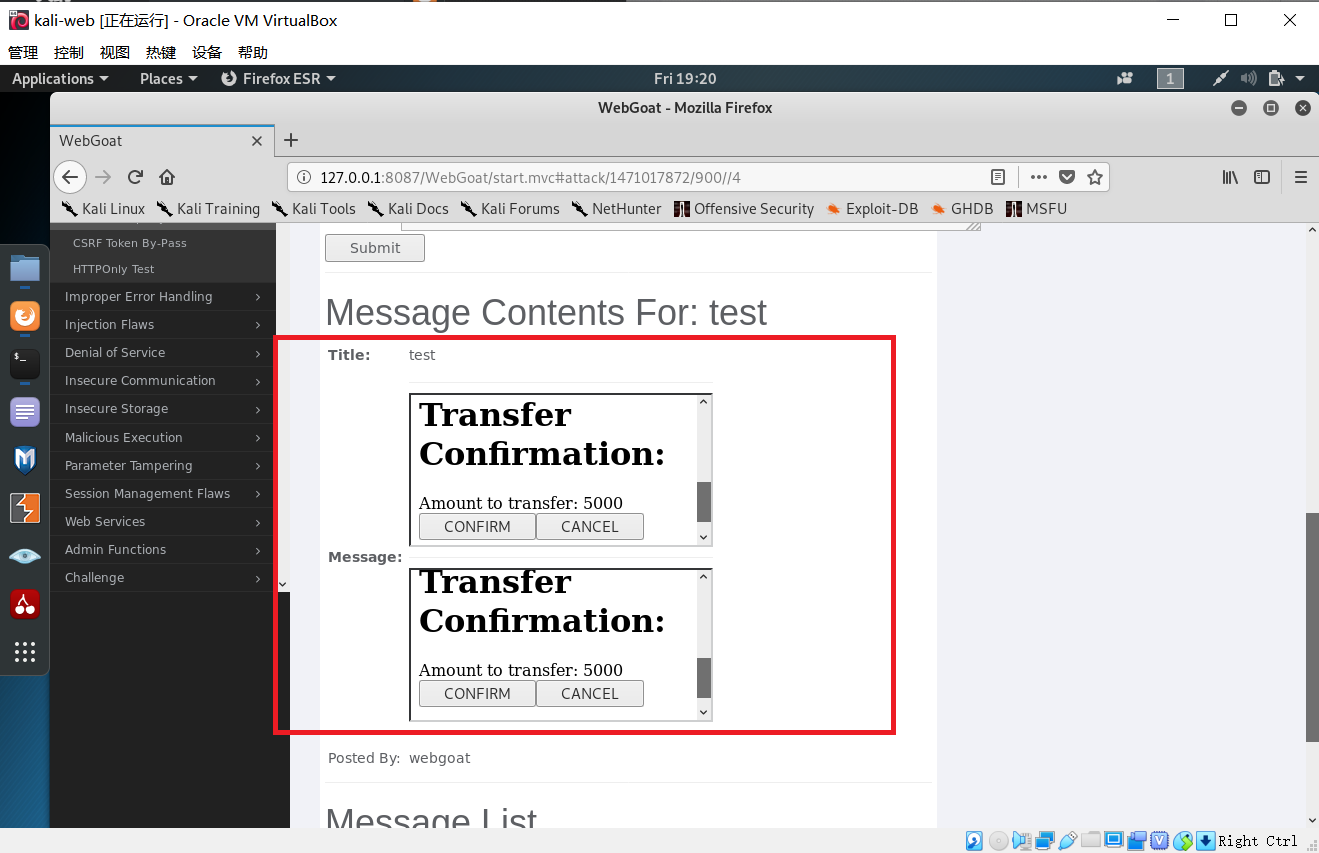 kali-web [正在运行] - Oracle VM VirtualBox
管理 控制 视图 热键 设备 帮助
Applications Places Firefox ESR Fri 19:20 1
WebGoat - Mozilla Firefox
WebGoat
127.0.0.1:8087/WebGoat/start.mvc#attack/1471017872/900//4
Kali Linux Kali Training Kali Tools Kali Docs Kali Forums NetHunter Offensive Security Exploit-DB GHDB MSFU
CSRF Token By-Pass
HTTPOnly Test
Improper Error Handling
Injection Flaws
Denial of Service
Insecure Communication
Insecure Storage
Malicious Execution
Parameter Tampering
Session Management Flaws
Web Services
Admin Functions
Challenge
Submit
Message Contents For: test
Title: test
Transfer
Confirmation:
Amount to transfer: 5000
CONFIRM CANCEL
Message:
Transfer
Confirmation:
Amount to transfer: 5000
CONFIRM CANCEL
Posted By: webgoat
Message List
Right Ctrl